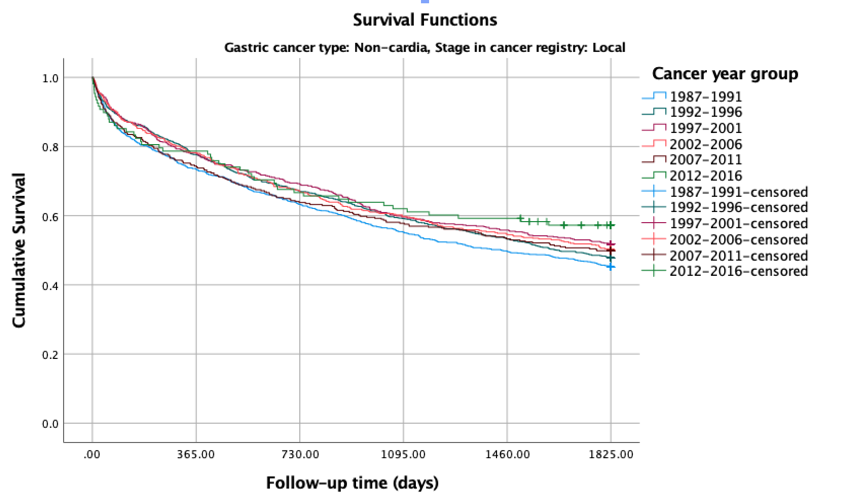 Survival Functions
Gastric cancer type: Non-cardia, Stage in cancer registry: Local
Cancer year group
1987-1991
1992-1996
1997-2001
2002-2006
2007-2011
2012-2016
1987-1991-censored
1992-1996-censored
1997-2001-censored
2002-2006-censored
2007-2011-censored
2012-2016-censored
Cumulative Survival
1.0
0.8
0.6
0.4
0.2
0.0
.00 365.00 730.00 1095.00 1460.00 1825.00
Follow-up time (days)